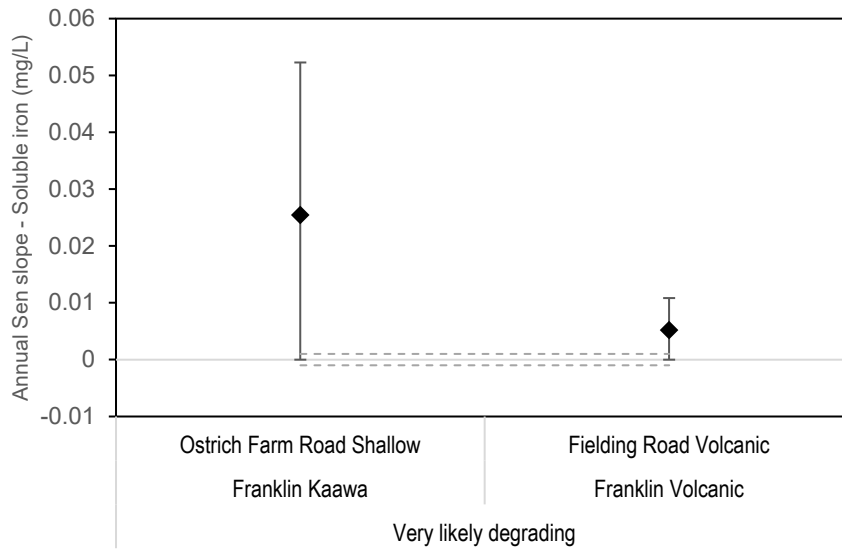 Annual Sen slope - Soluble iron (mg/L)
0.06
0.05
0.04
0.03
0.02
0.01
0
-0.01
Ostrich Farm Road Shallow
Fielding Road Volcanic
Franklin Kaawa
Franklin Volcanic
Very likely degrading